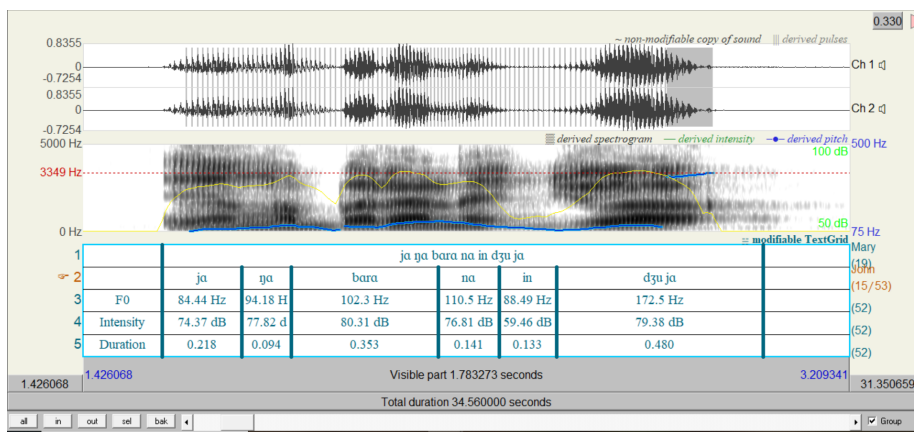 0.330
0.8355
~ non-modifiable copy of sound ||| derived pulses
0
Ch 1
-0.7254
0.8355
0
Ch 2
-0.7254
5000 Hz
derived spectrogram — derived intensity —●— derived pitch
500 Hz
100 dB
3349 Hz
50 dB
0 Hz
75 Hz
= modifiable TextGrid
1 ja ŋa bara na in dʒu ja Mary (19)
2 ja ŋa bara na in dʒu ja John (15/53)
3 F0 84.44 Hz 94.18 H 102.3 Hz 110.5 Hz 88.49 Hz 172.5 Hz (52)
4 Intensity 74.37 dB 77.82 d 80.31 dB 76.81 dB 59.46 dB 79.38 dB (52)
5 Duration 0.218 0.094 0.353 0.141 0.133 0.480 (52)
1.426068 Visible part 1.783273 seconds 3.209341
1.426068 31.350659
Total duration 34.560000 seconds
all in out sel bak Group